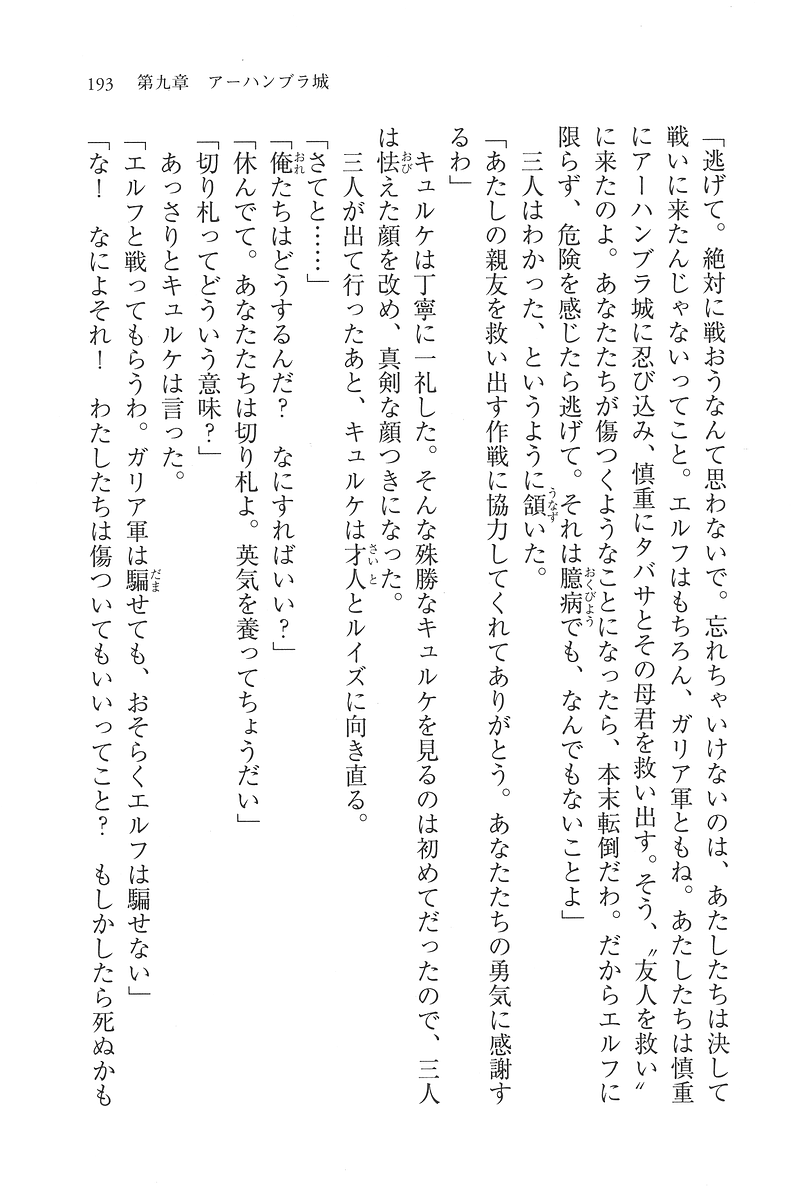 193　第九章　アーハンブラ城
「逃げて。絶対に戦おうなんて思わないで。忘れちゃいけないのは、あたしたちは決して
戦いに来たんじゃないってこと。エルフはもちろん、ガリア軍ともね。あたしたちは慎重
にアーハンブラ城に忍び込み、慎重にタバサとその母君を救い出す。そう、〝友人を救い〟
に来たのよ。あなたたちが傷つくようなことになったら、本末転倒だわ。だからエルフに
限らず、危険を感じたら逃げて。それは臆病でも、なんでもないことよ」
三人はわかった、というように頷いた。
「あたしの親友を救い出す作戦に協力してくれてありがとう。あなたたちの勇気に感謝す
るわ」
キュルケは丁寧に一礼した。そんな殊勝なキュルケを見るのは初めてだったので、三人
は怯えた顔を改め、真剣な顔つきになった。
三人が出て行ったあと、キュルケは才人とルイズに向き直る。
「さてと……」
「俺たちはどうするんだ？　なにすればいい？」
「休んでて。あなたたちは切り札よ。英気を養ってちょうだい」
「切り札ってどういう意味？」
あっさりとキュルケは言った。
「エルフと戦ってもらうわ。ガリア軍は騙せても、おそらくエルフは騙せない」
「な！　なによそれ！　わたしたちは傷ついてもいいってこと？　もしかしたら死ぬかも